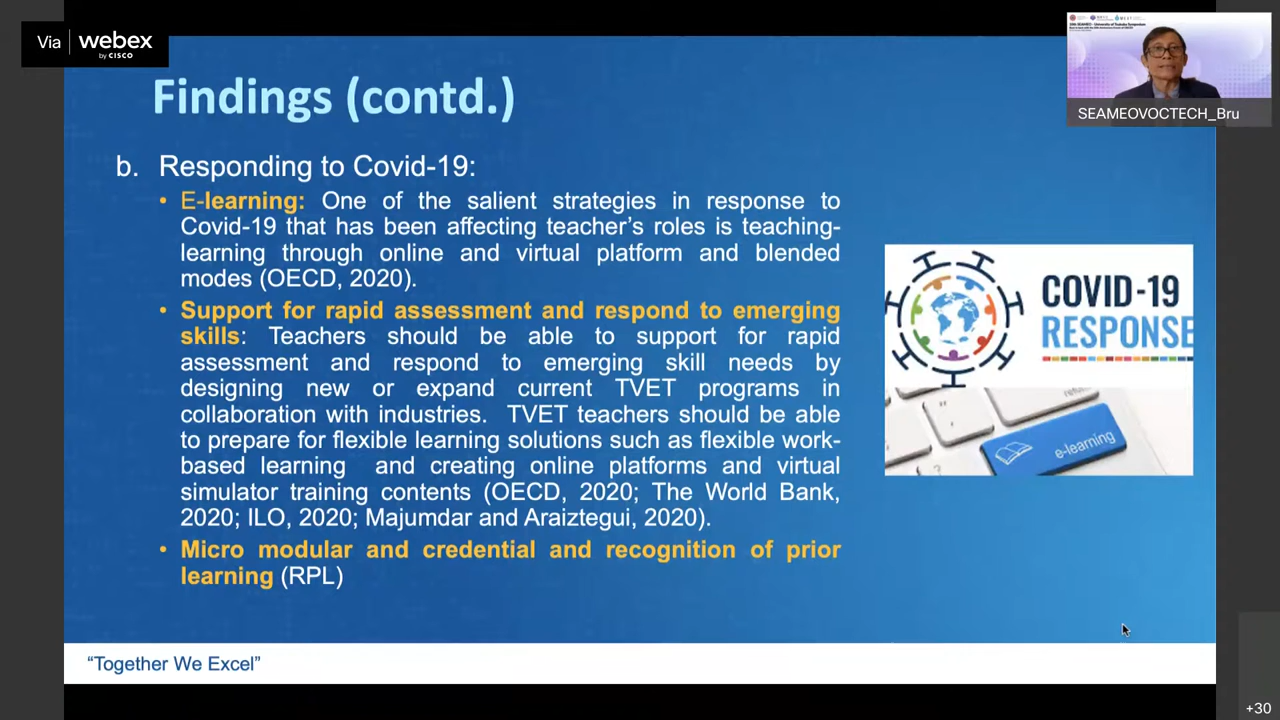 Via webex
by CISCO
Findings (contd.)
b. Responding to Covid-19:
• E-learning: One of the salient strategies in response to
Covid-19 that has been affecting teacher's roles is teaching-
learning through online and virtual platform and blended
modes (OECD, 2020).
• Support for rapid assessment and respond to emerging
skills: Teachers should be able to support for rapid
assessment and respond to emerging skill needs by
designing new or expand current TVET programs in
collaboration with industries. TVET teachers should be able
to prepare for flexible learning solutions such as flexible work-
based learning and creating online platforms and virtual
simulator training contents (OECD, 2020; The World Bank,
2020; ILO, 2020; Majumdar and Araiztegui, 2020).
• Micro modular and credential and recognition of prior
learning (RPL)
COVID-19
RESPONSE
e-learning
SEAMEOVOCTECH_Bru
“Together We Excel”
+30